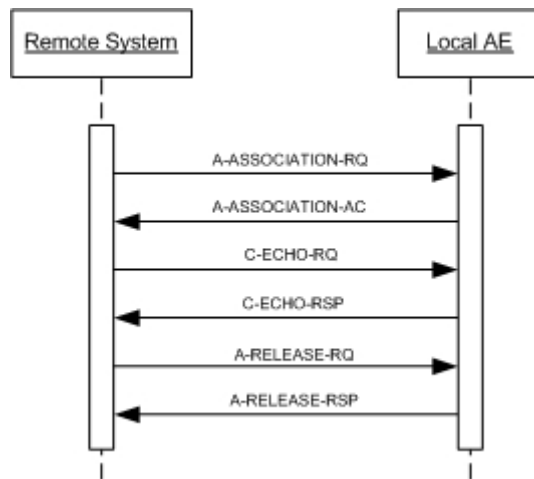 Remote System
Local AE
A-ASSOCIATION-RQ
A-ASSOCIATION-AC
C-ECHO-RQ
C-ECHO-RSP
A-RELEASE-RQ
A-RELEASE-RSP